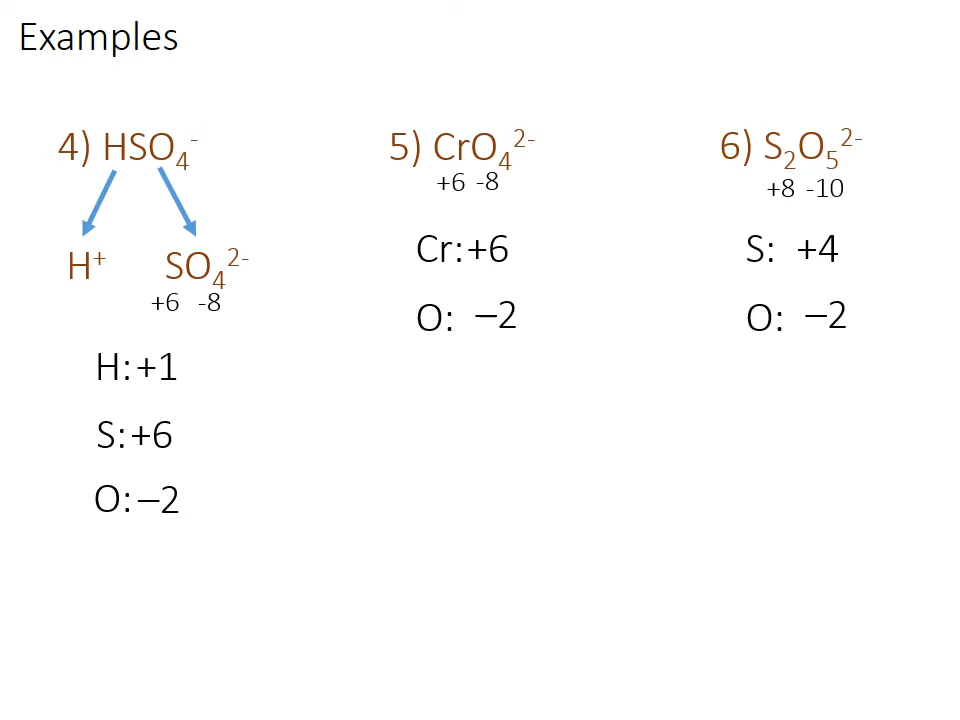 Examples
4) HSO₄⁻
H⁺ SO₄²⁻
+6 -8
H: +1
S: +6
O: –2
5) CrO₄²⁻
+6 -8
Cr: +6
O: –2
6) S₂O₅²⁻
+8 -10
S: +4
O: –2